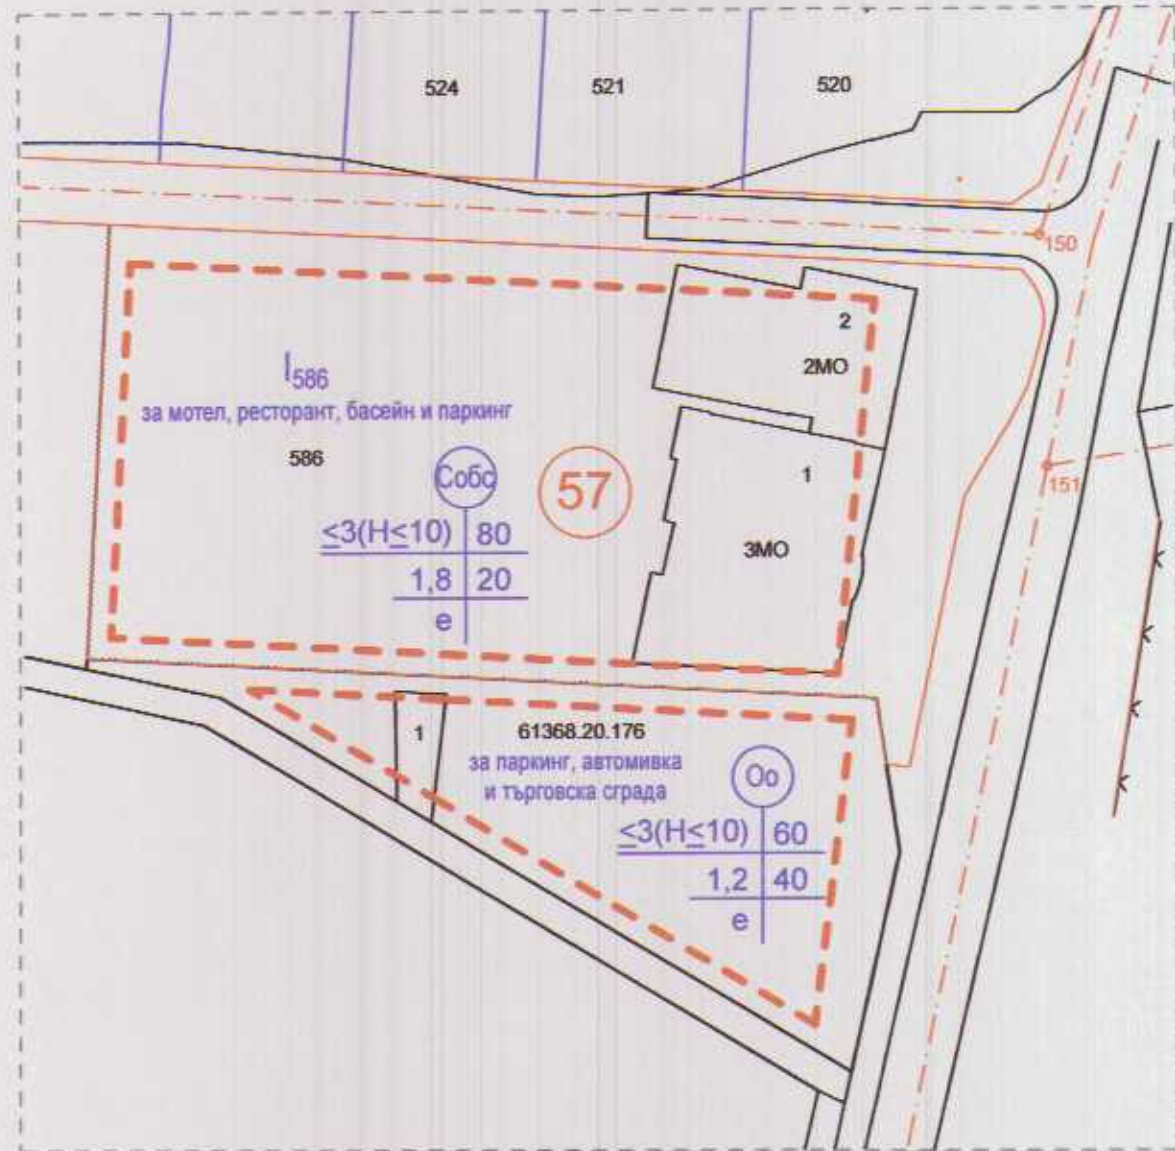 524
521
520
150
2
2МО
I586
за мотел, ресторант, басейн и паркинг
586
Собс
57
1
151
≤3(H≤10) 80
3МО
1,8 20
е
1
61368.20.176
за паркинг, автомивка
и търговска сграда
Оо
≤3(H≤10) 60
1,2 40
е